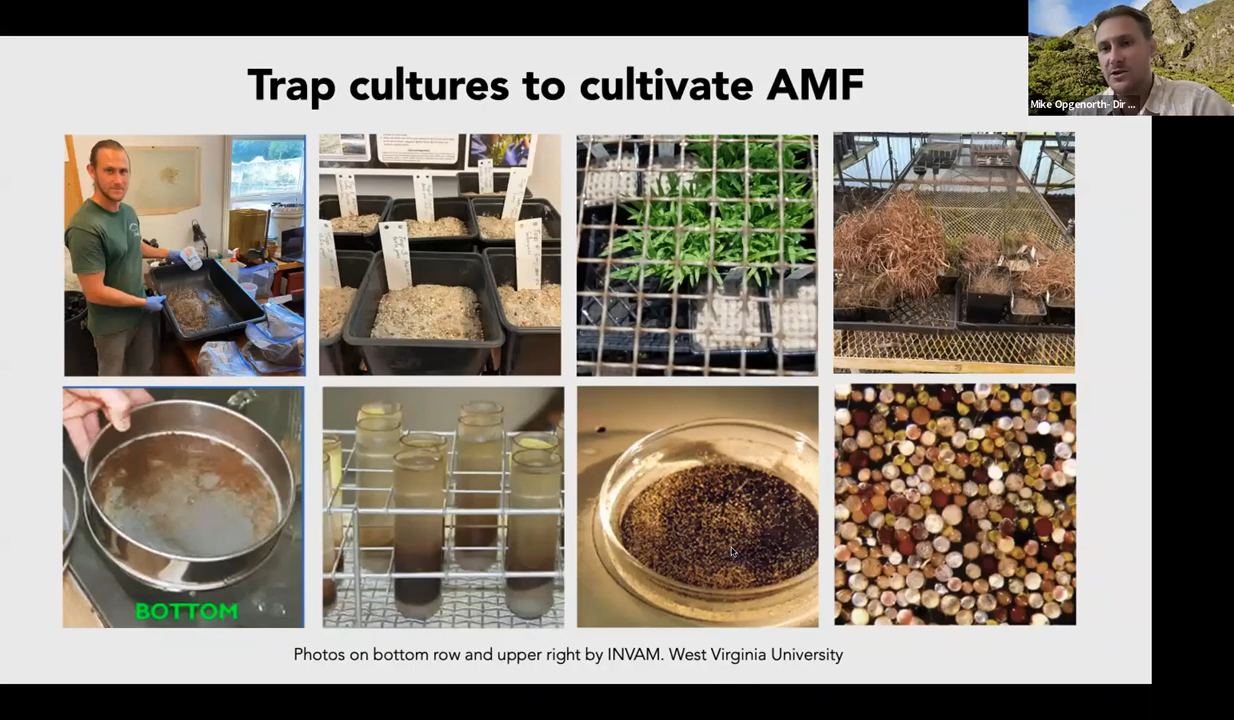 Trap cultures to cultivate AMF
Mike Opgenorth- Dir ...
BOTTOM
Photos on bottom row and upper right by INVAM. West Virginia University